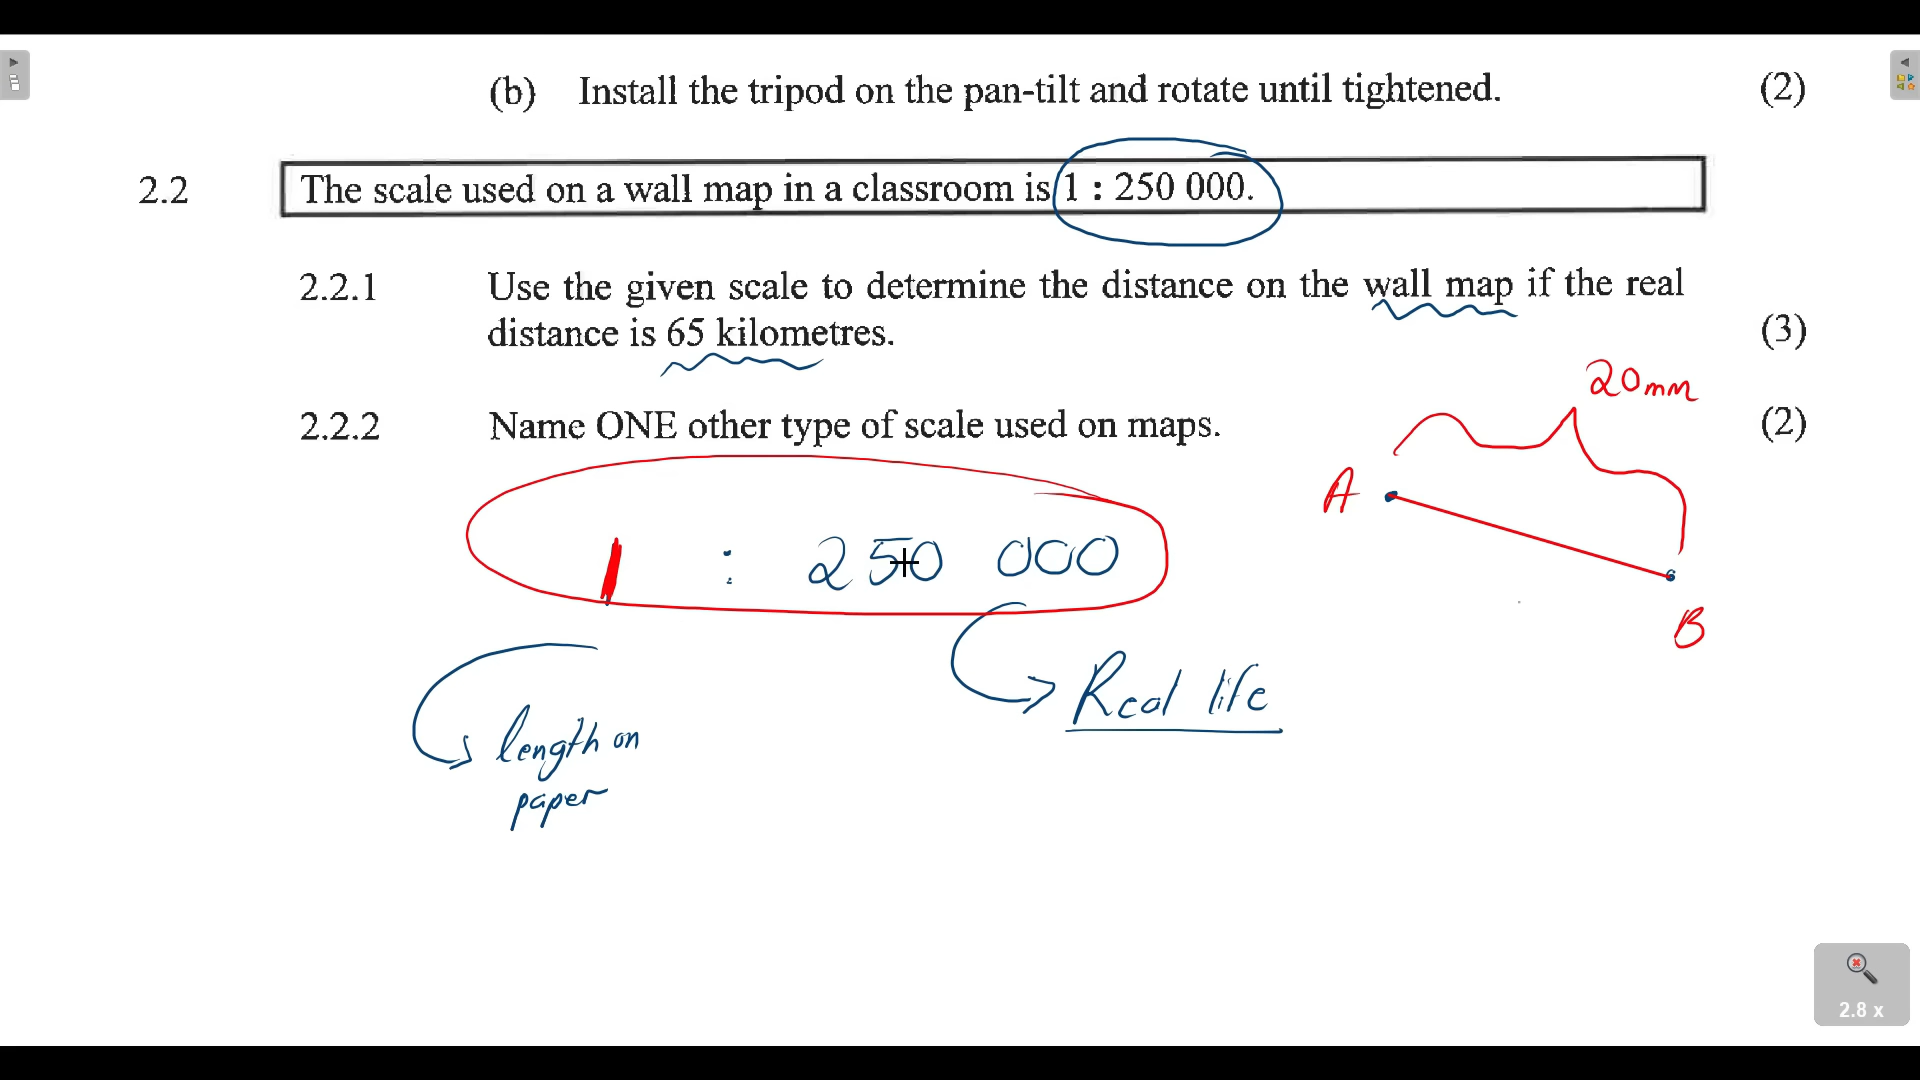 (b) Install the tripod on the pan-tilt and rotate until tightened. (2)
2.2 The scale used on a wall map in a classroom is 1 : 250 000.
2.2.1 Use the given scale to determine the distance on the wall map if the real
distance is 65 kilometres. (3)
20mm
2.2.2 Name ONE other type of scale used on maps. (2)
A
1 : 250 000
B
Real life
length on
paper
2.8 x